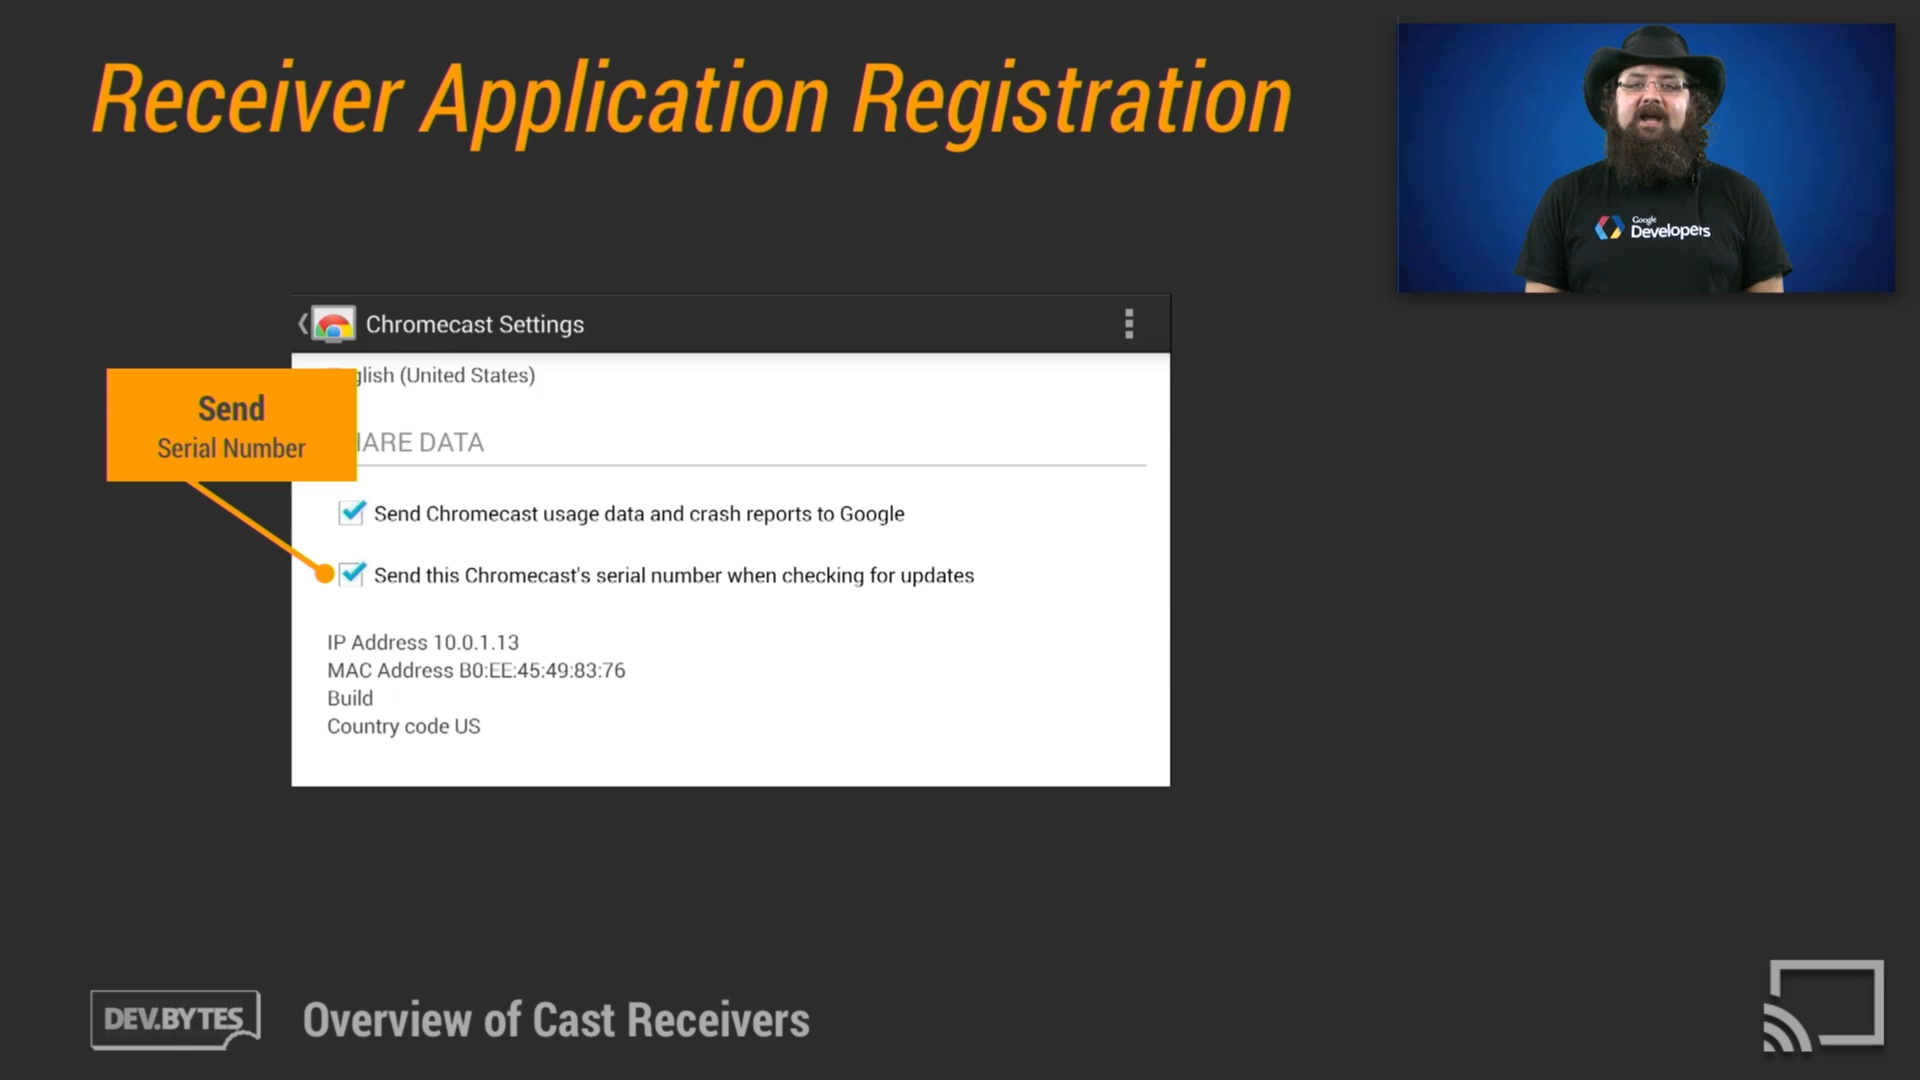 Receiver Application Registration
Google
Developers
Chromecast Settings
glish (United States)
Send
Serial Number
HARE DATA
Send Chromecast usage data and crash reports to Google
Send this Chromecast's serial number when checking for updates
IP Address 10.0.1.13
MAC Address B0:EE:45:49:83:76
Build
Country code US
DEV.BYTES
Overview of Cast Receivers